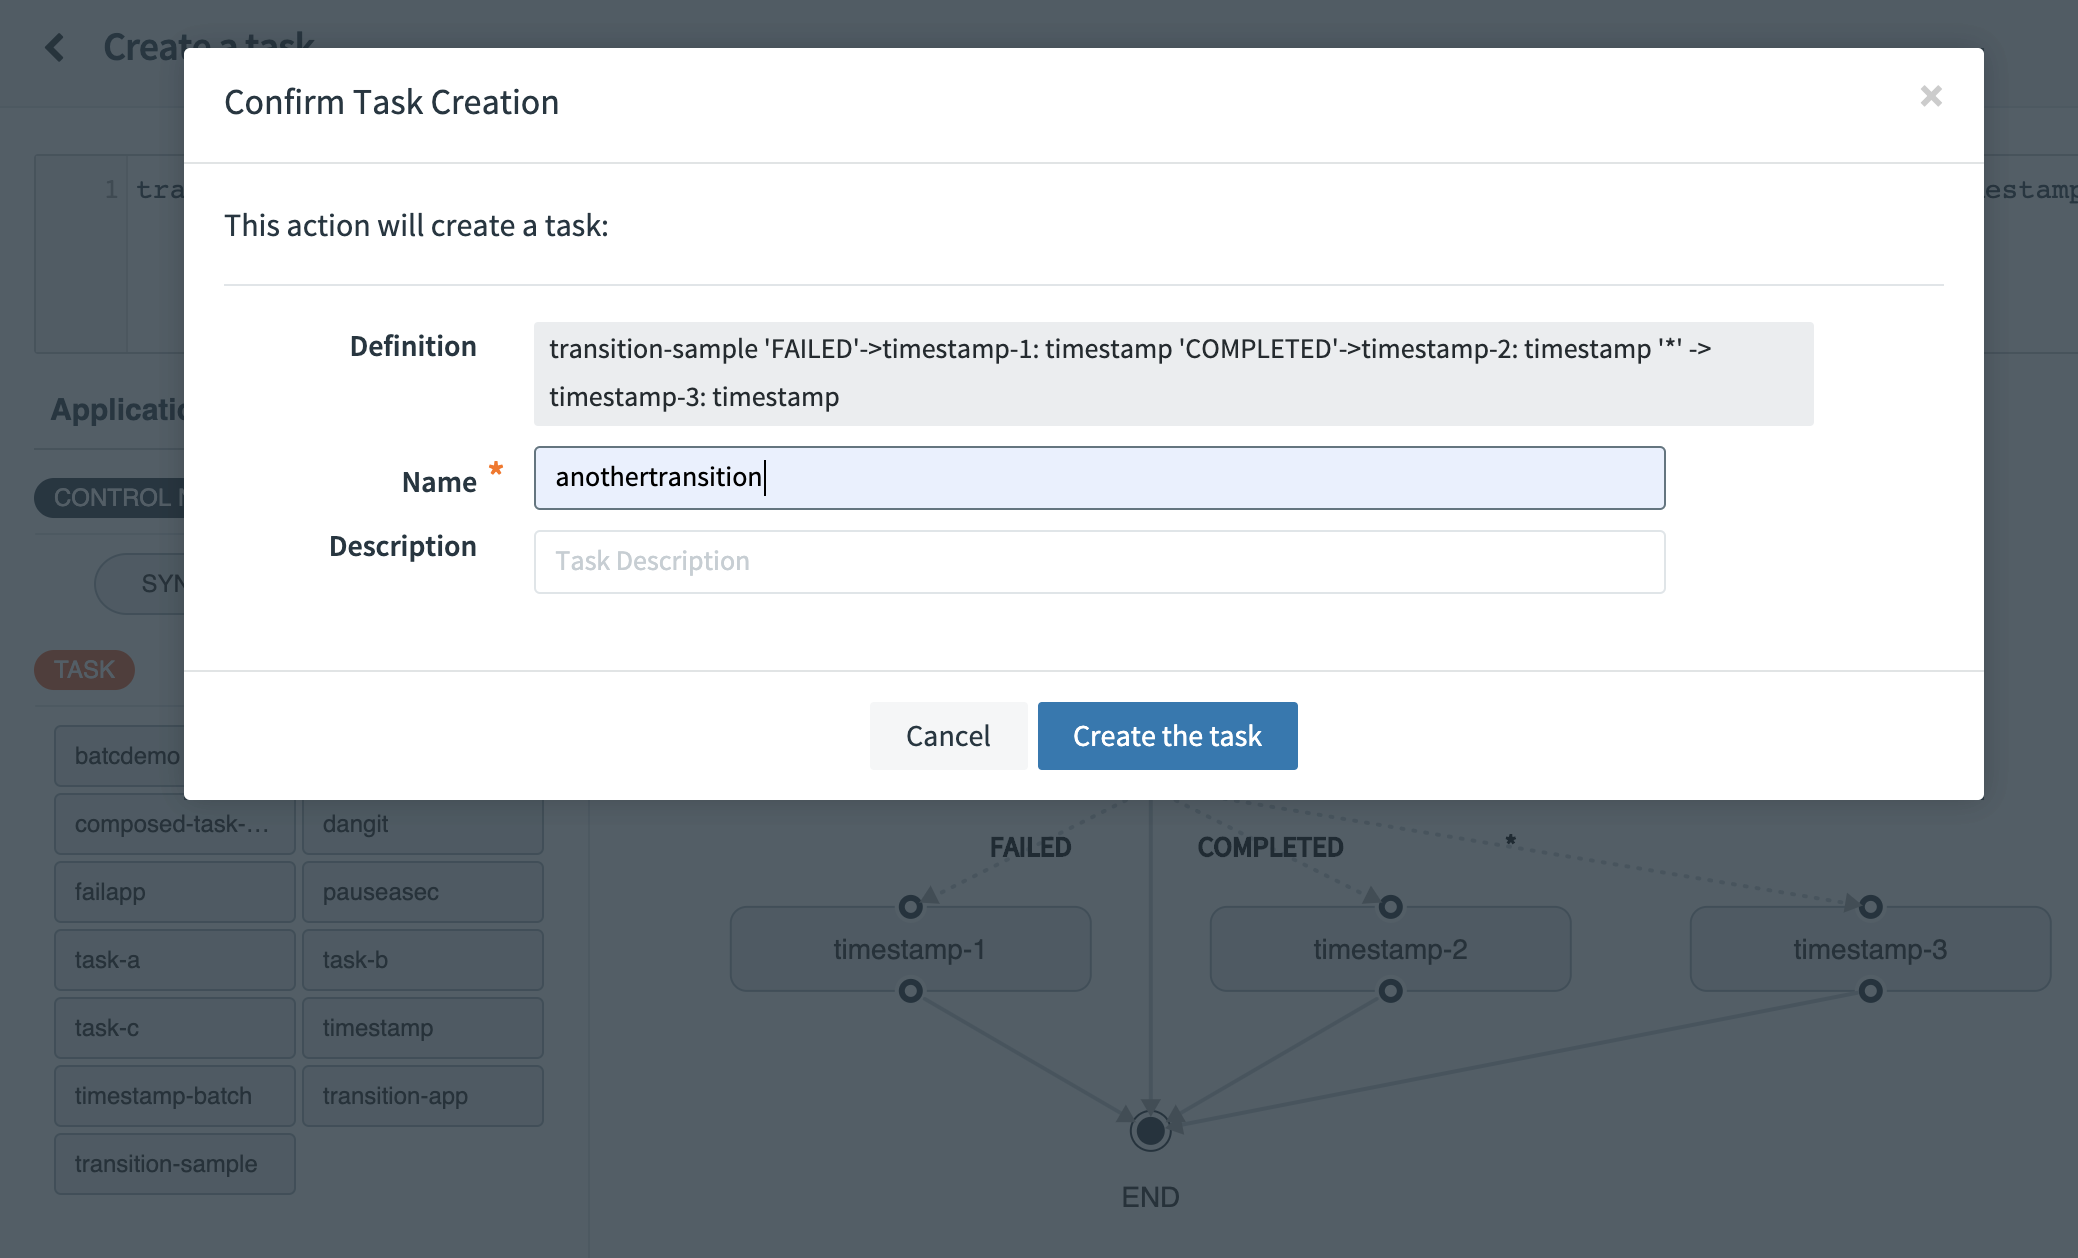 Create a task
Confirm Task Creation
×
1 tra
estamp
This action will create a task:
Definition
transition-sample 'FAILED'->timestamp-1: timestamp 'COMPLETED'->timestamp-2: timestamp '*' ->
timestamp-3: timestamp
Applicatio
Name *
anothertransition
CONTROL N
Description
Task Description
SYN
TASK
Cancel
Create the task
batcdemo
composed-task-...
dangit
failapp
pauseasec
task-a
task-b
task-c
timestamp
timestamp-batch
transition-app
transition-sample
FAILED
COMPLETED
*
timestamp-1
timestamp-2
timestamp-3
END